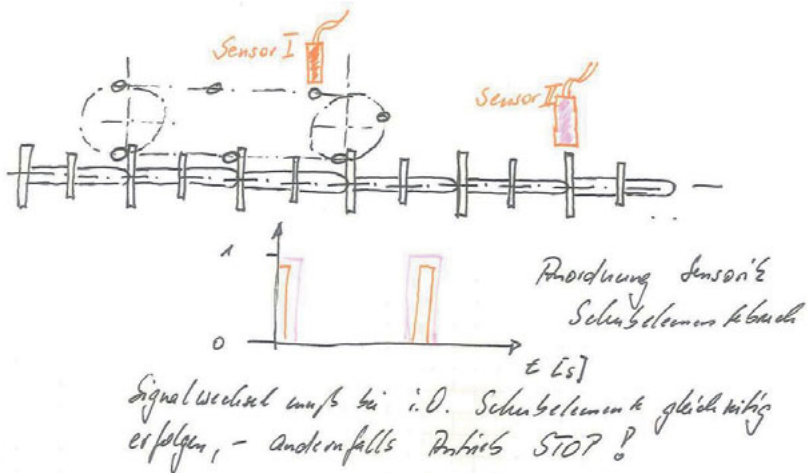 Sensor I
Sensor II
1
0
t [s]
Anordnung Sensorik
Schubelementebruch
Signalwechsel muß bei i.O. Schubelemente gleichzeitig
erfolgen, – andernfalls Antrieb STOP !